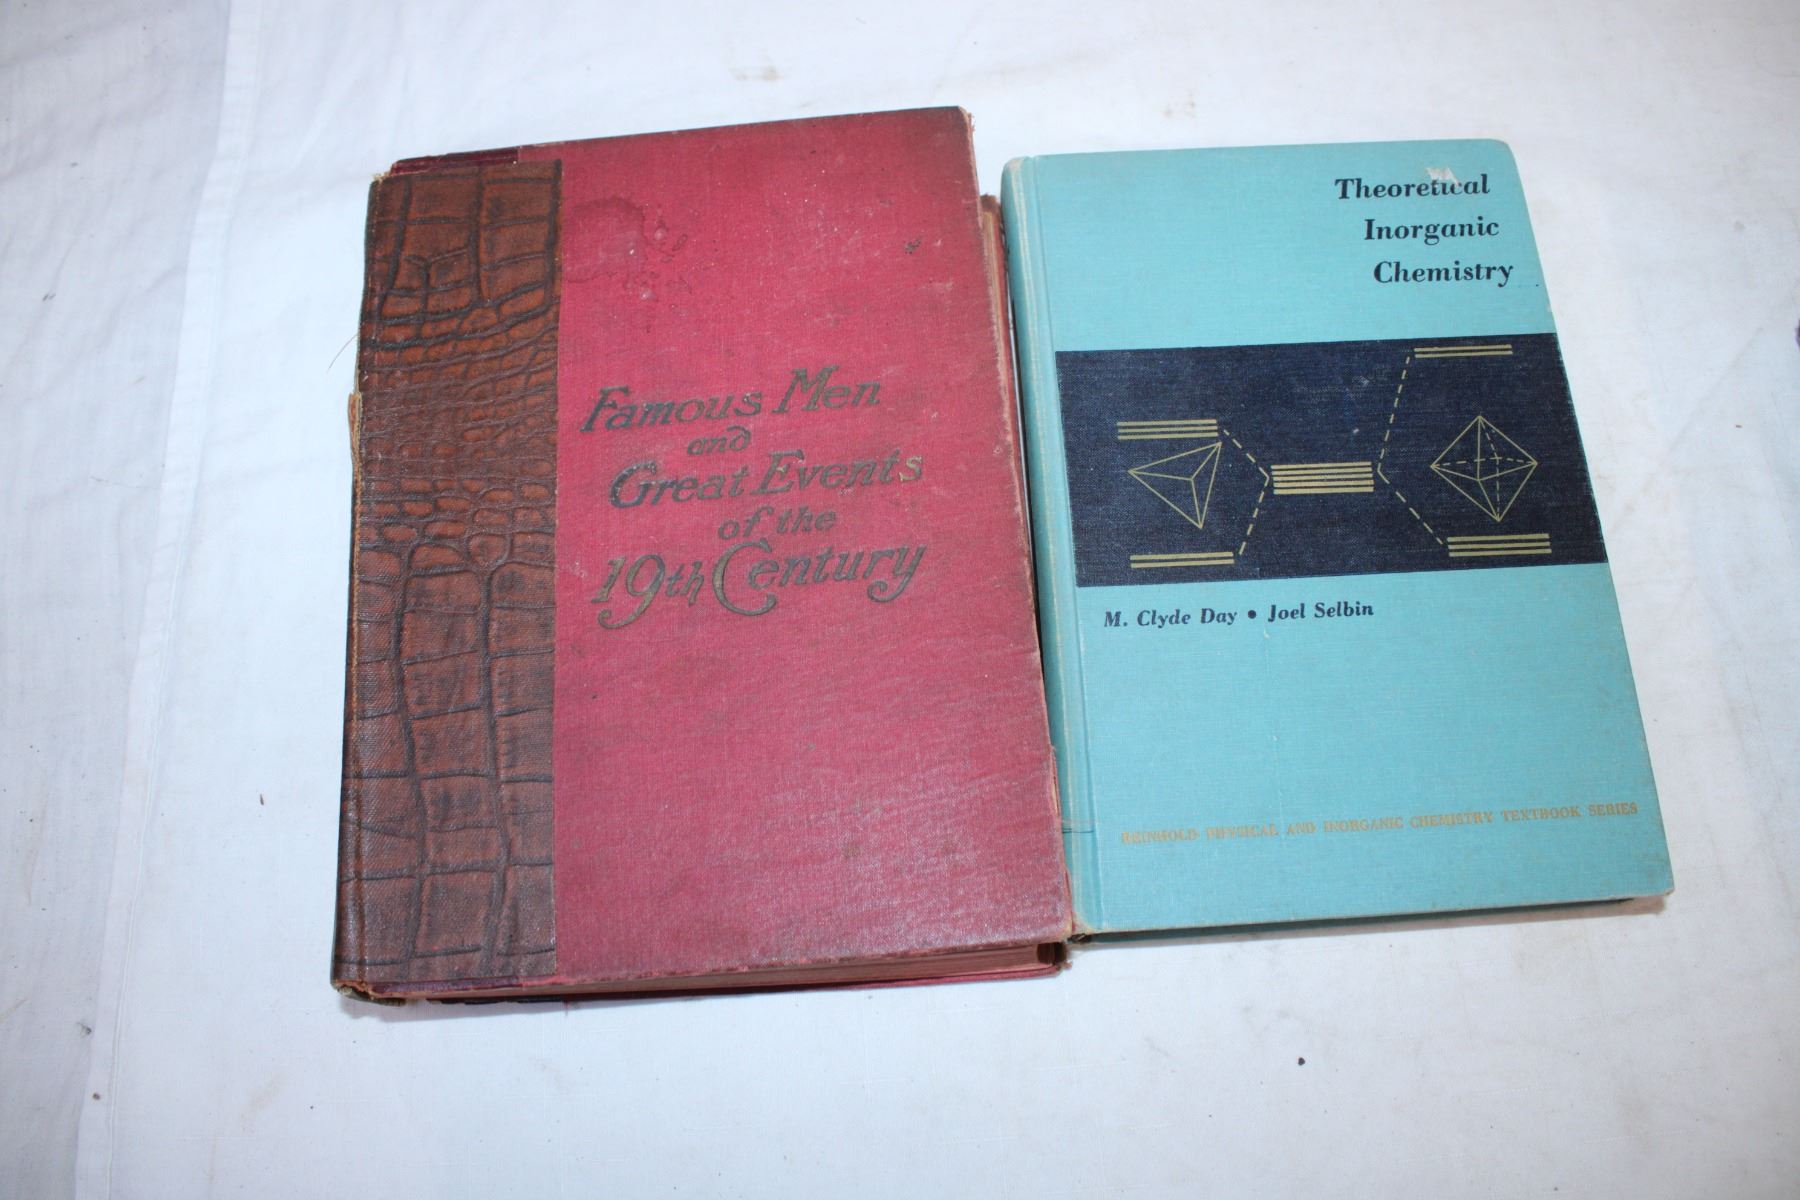 Famous Men
and
Great Events
of the
19th Century
Theoretical
Inorganic
Chemistry
M. Clyde Day • Joel Selbin
REINHOLD PHYSICAL AND INORGANIC CHEMISTRY TEXTBOOK SERIES